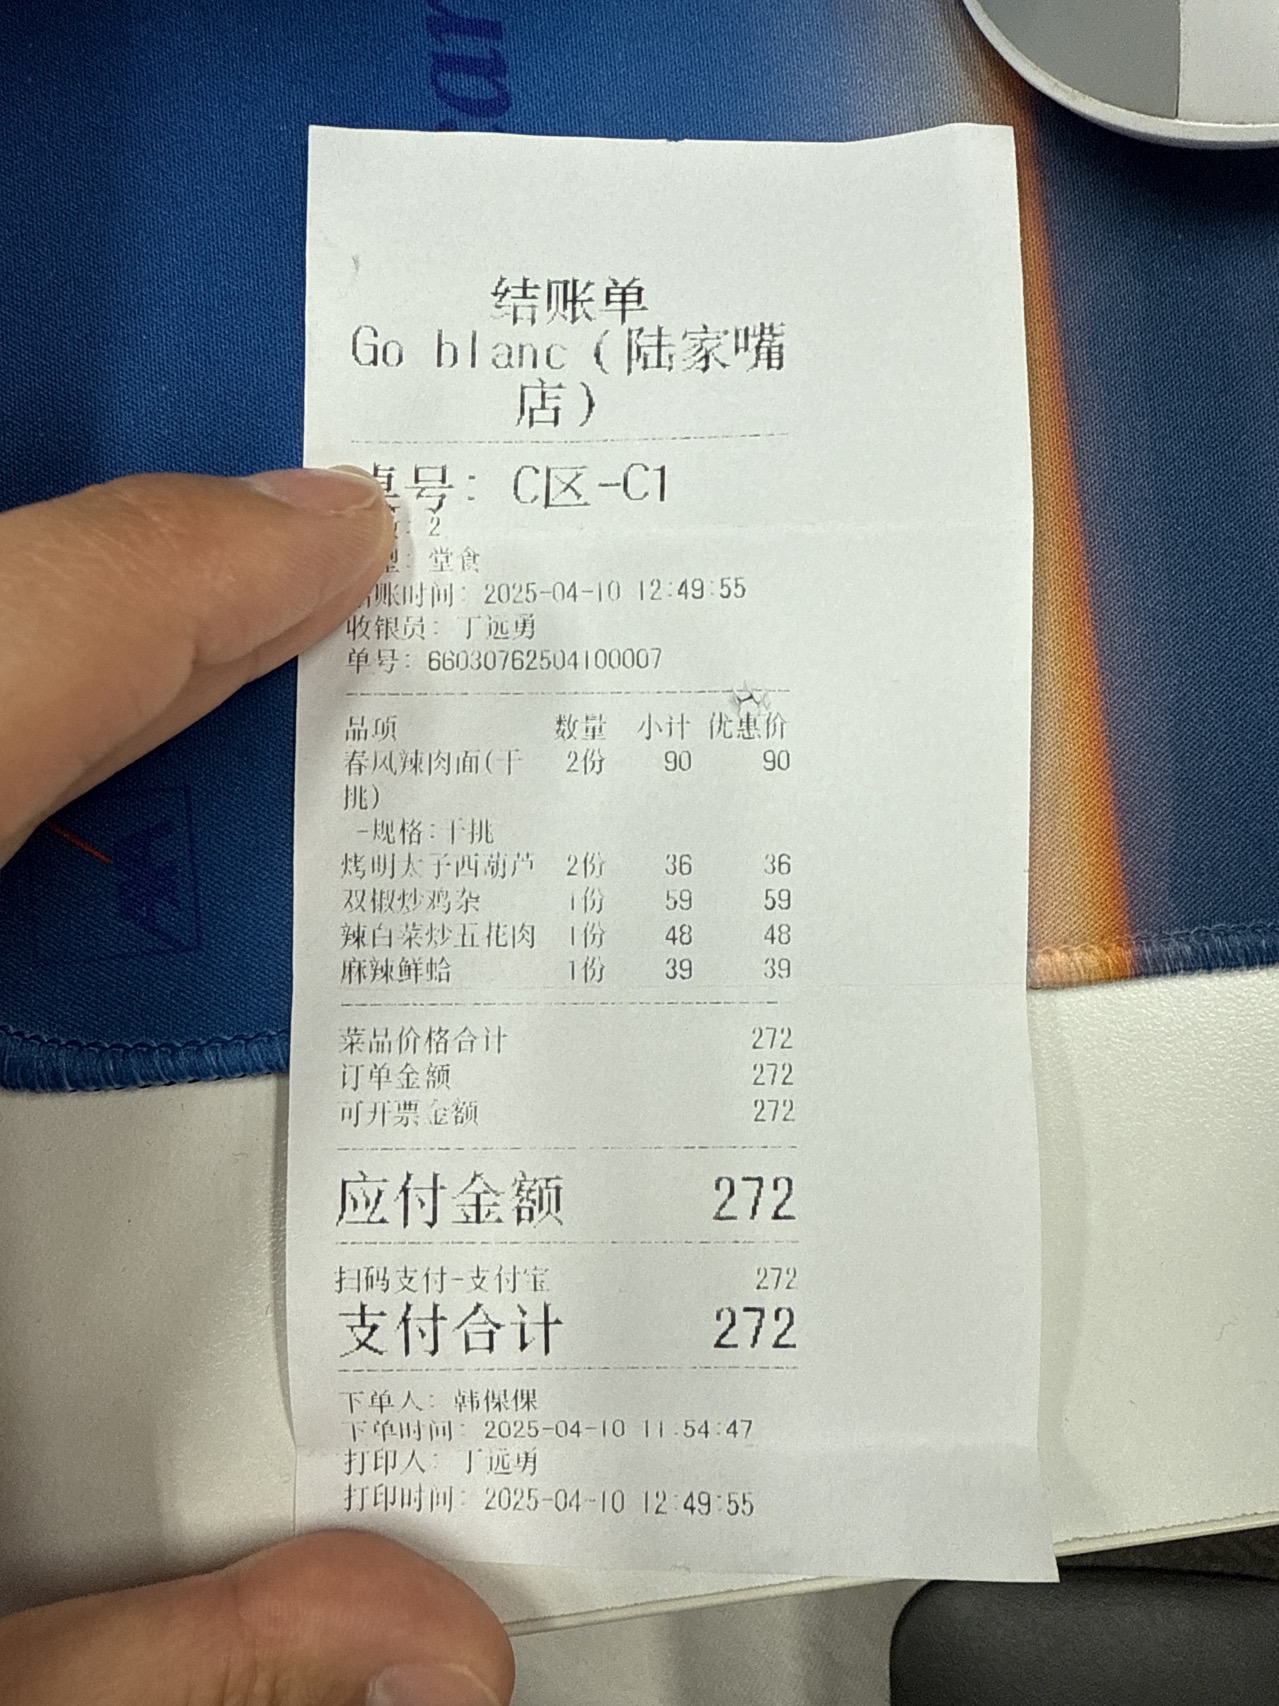 结账单
Go blanc(陆家嘴
店)
桌号: C区-C1
: 2
型: 堂食
结账时间: 2025-04-10 12:49:55
收银员: 丁远勇
单号: 66030762504100007
品项 数量 小计 优惠价
春风辣肉面(干 2份 90 90
挑)
-规格:干挑
烤明太子西葫芦 2份 36 36
双椒炒鸡杂 1份 59 59
辣白菜炒五花肉 1份 48 48
麻辣鲜蛤 1份 39 39
菜品价格合计 272
订单金额 272
可开票金额 272
应付金额 272
扫码支付-支付宝 272
支付合计 272
下单人: 韩保倮
下单时间: 2025-04-10 11:54:47
打印人: 丁远勇
打印时间: 2025-04-10 12:49:55